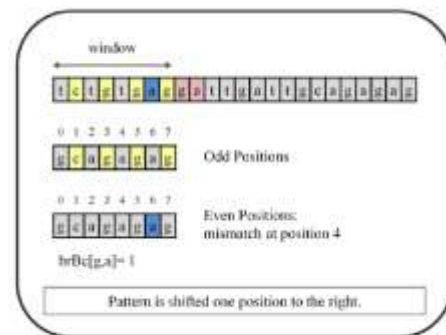 window
t c t g t g a g g a t t g a t t g c a g a g a g
0 1 2 3 4 5 6 7
g c a g a g a g
Odd Positions
0 1 2 3 4 5 6 7
g c a g a g a g
Even Positions:
mismatch at position 4
brBc[g,a]= 1
Pattern is shifted one position to the right.